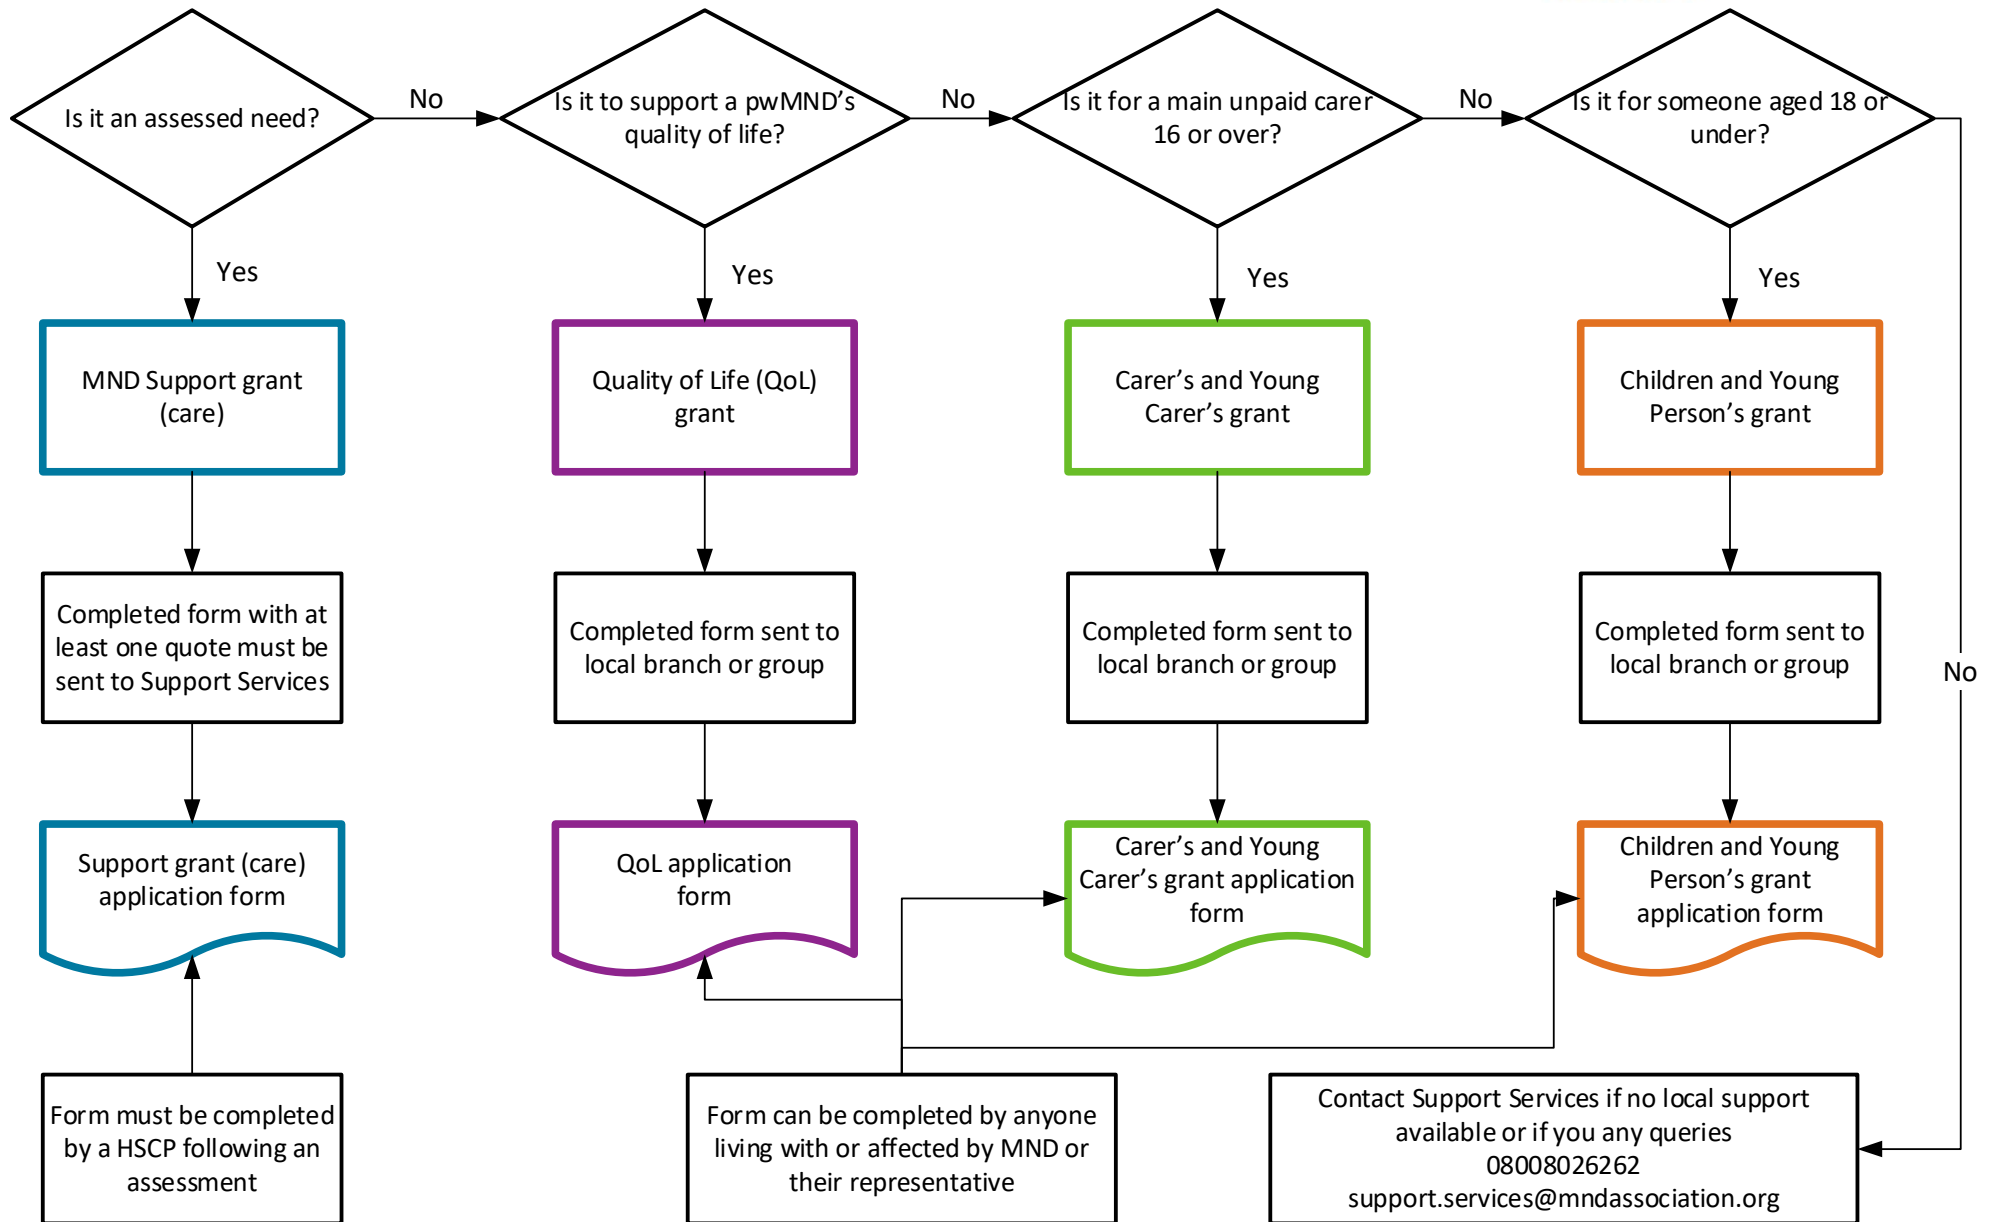 Is it an assessed need?
No
Is it to support a pwMND's
quality of life?
No
Is it for a main unpaid carer
16 or over?
No
Is it for someone aged 18 or
under?
Yes
Yes
Yes
Yes
MND Support grant
(care)
Quality of Life (QoL)
grant
Carer's and Young
Carer's grant
Children and Young
Person's grant
Completed form with at
least one quote must be
sent to Support Services
Completed form sent to
local branch or group
Completed form sent to
local branch or group
Completed form sent to
local branch or group
No
Support grant (care)
application form
QoL application
form
Carer's and Young
Carer's grant application
form
Children and Young
Person's grant
application form
Form must be completed
by a HSCP following an
assessment
Form can be completed by anyone
living with or affected by MND or
their representative
Contact Support Services if no local support
available or if you any queries
08008026262
support.services@mndassociation.org